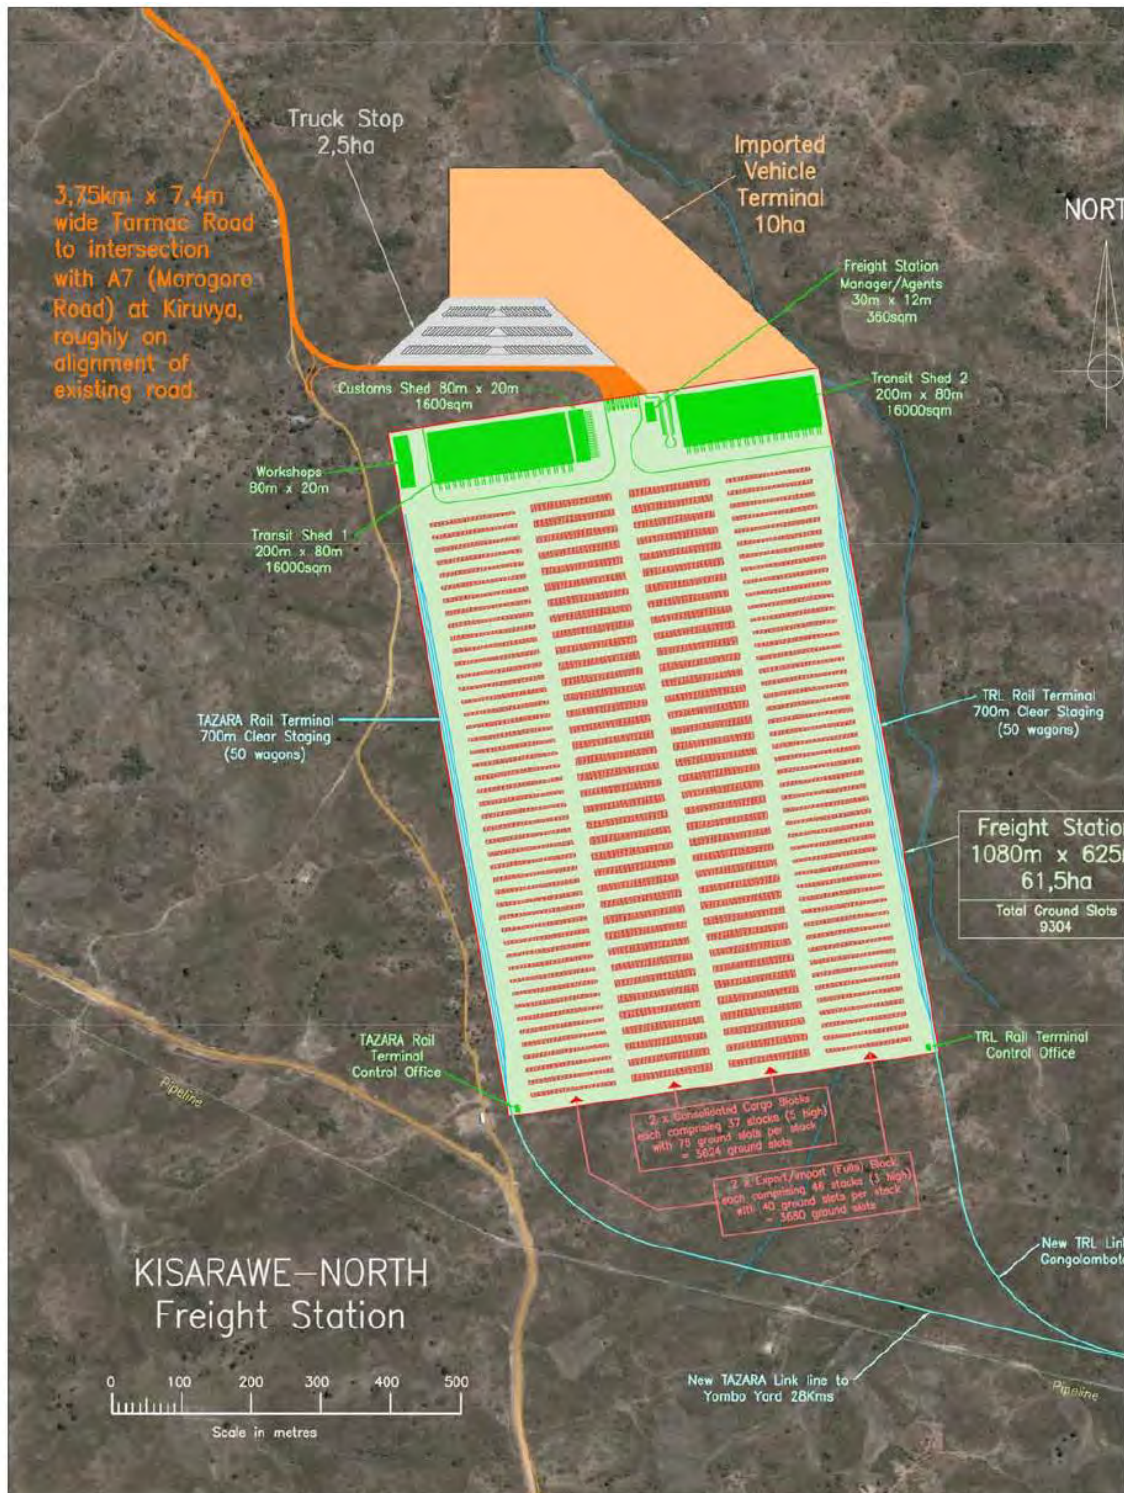 Truck Stop
2,5ha
Imported
Vehicle
Terminal
10ha
3,75km x 7,4m
wide Tarmac Road
to intersection
with A7 (Morogoro
Road) at Kiruvya,
roughly on
alignment of
existing road.
NORT
Freight Station
Manager/Agents
30m x 12m
360sqm
Customs Shed 80m x 20m
1600sqm
Transit Shed 2
200m x 80m
16000sqm
Workshops
80m x 20m
Transit Shed 1
200m x 80m
16000sqm
TAZARA Rail Terminal
700m Clear Staging
(50 wagons)
TRL Rail Terminal
700m Clear Staging
(50 wagons)
Freight Station
1080m x 625
61,5ha
Total Ground Slots
9304
TAZARA Rail
Terminal
Control Office
TRL Rail Terminal
Control Office
Pipeline
2 x Consolidated Cargo Blocks
each comprising 37 stacks (5 high)
with 76 ground slots per stack
= 5624 ground slots
2 x Export/Import (Fulls) Block
each comprising 46 stacks (3 high)
with 40 ground slots per stack
= 3680 ground slots
KISARAWE-NORTH
Freight Station
New TRL Lin
Gongolombot
New TAZARA Link line to
Yombo Yard 28Kms
Pipeline
0 100 200 300 400 500
Scale in metres